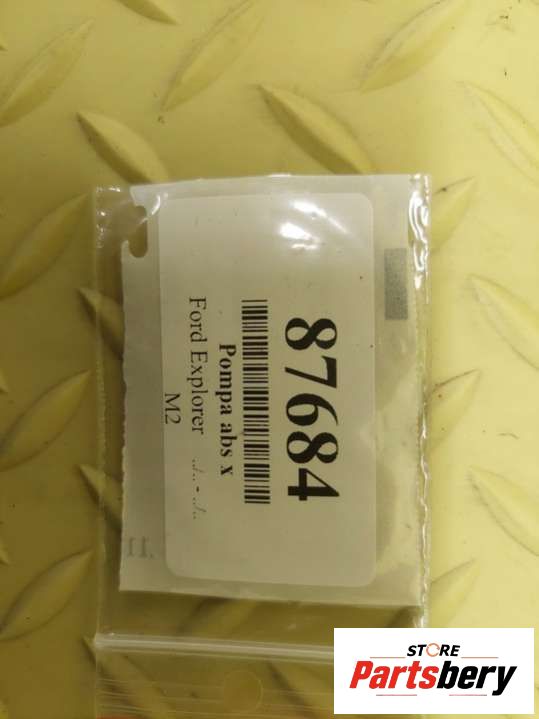 87684
Pompa abs x
Ford Explorer ../.. - ../..
M2
STORE
Partsbery